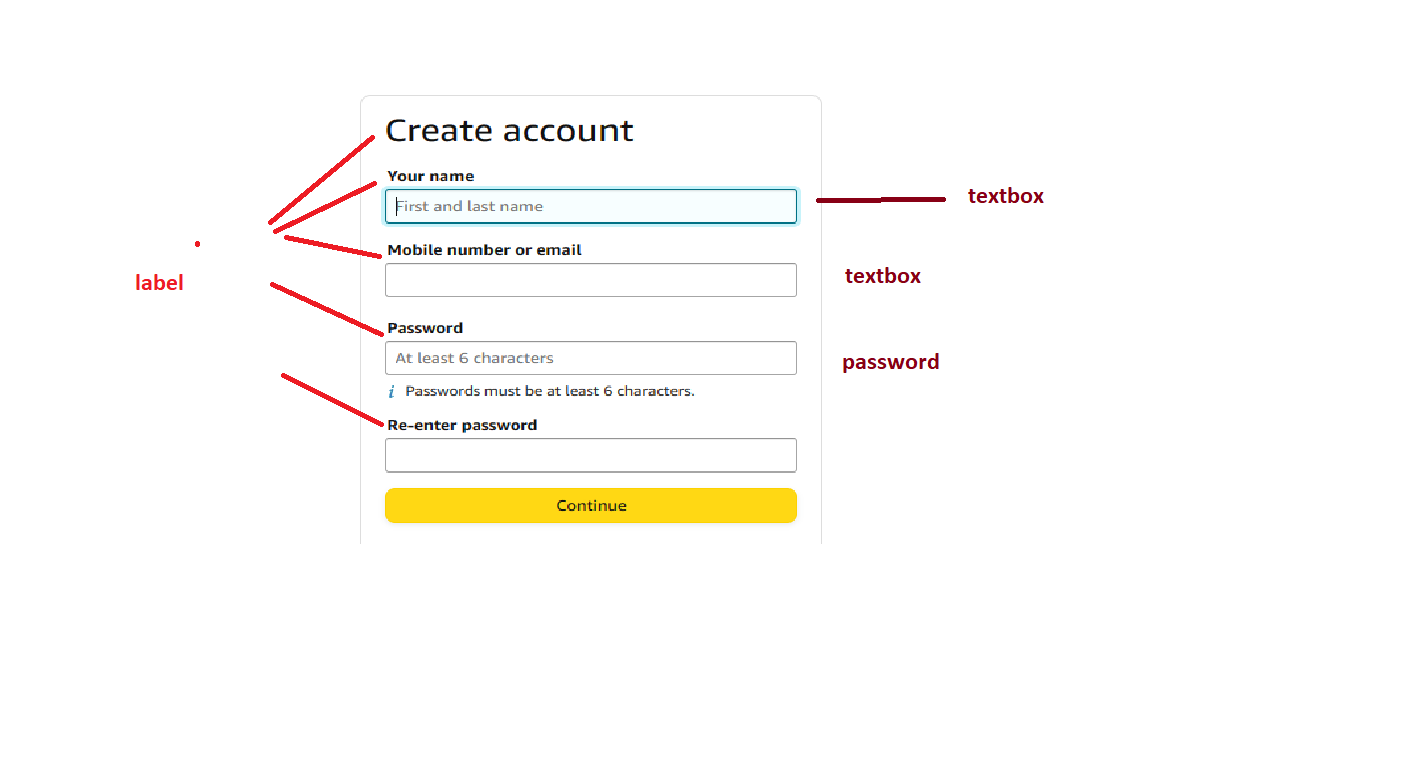 Create account
Your name
First and last name
textbox
Mobile number or email
textbox
label
Password
At least 6 characters
password
i Passwords must be at least 6 characters.
Re-enter password
Continue